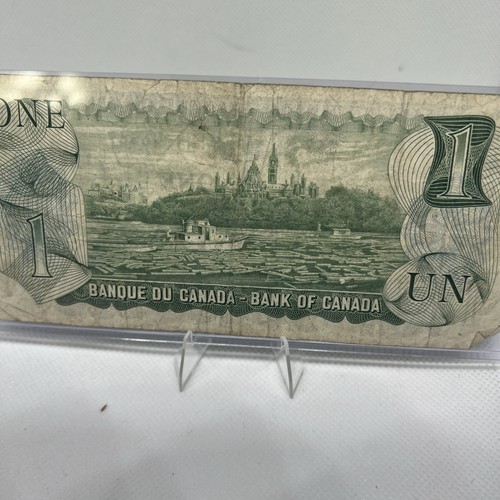 ONE
1
1
BANQUE DU CANADA - BANK OF CANADA
UN